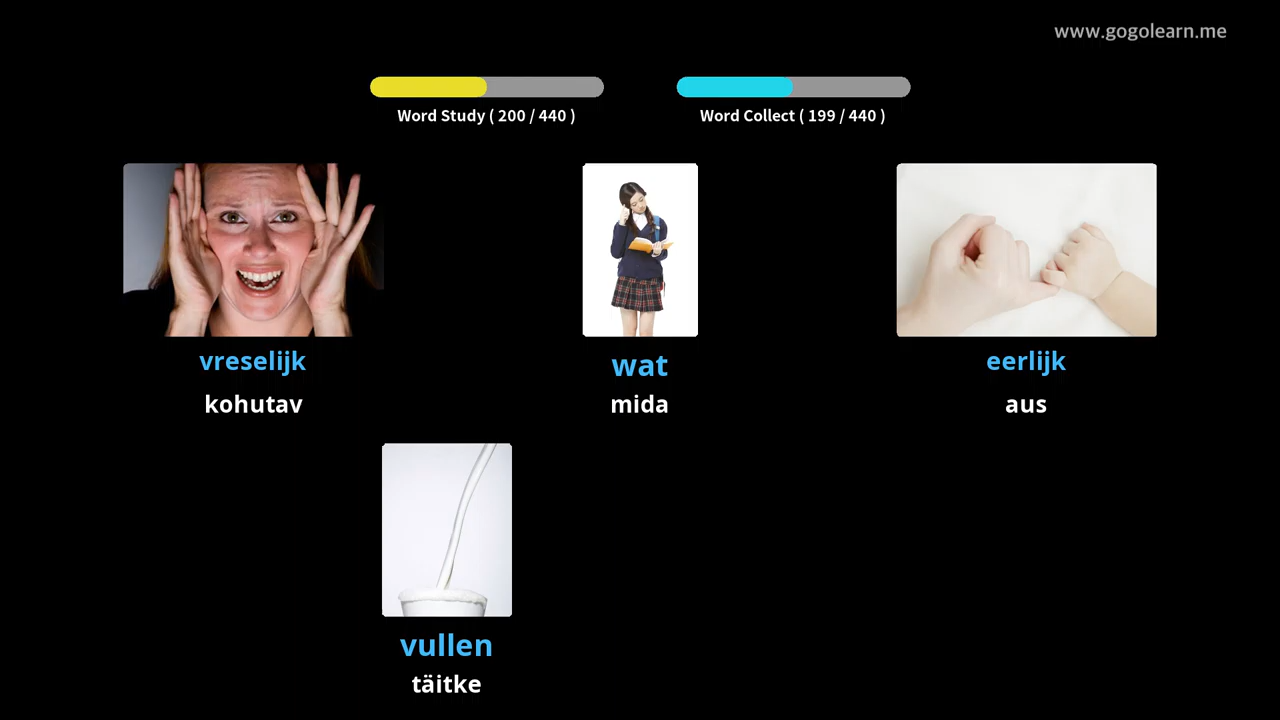 www.gogolearn.me
Word Study ( 200 / 440 )
Word Collect ( 199 / 440 )
vreselijk
kohutav
wat
mida
eerlijk
aus
vullen
täitke